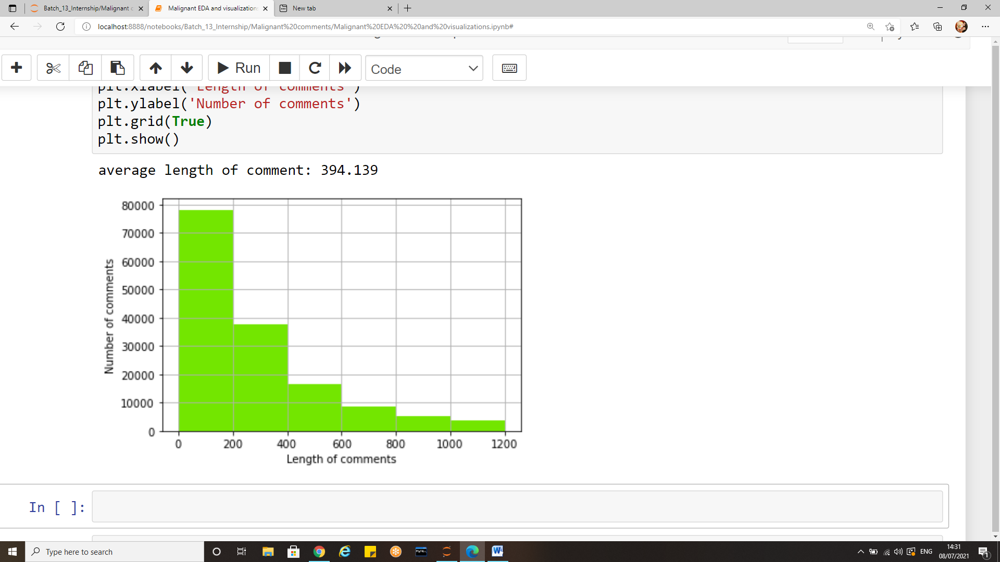 Batch_13_Internship/Malignant c
Malignant EDA and visualization
New tab
localhost:8888/notebooks/Batch_13_Internship/Malignant%20comments/Malignant%20EDA%20%20and%20visualizations.ipynb#
Run
Code
plt.xlabel('Length of comments')
plt.ylabel('Number of comments')
plt.grid(True)
plt.show()
average length of comment: 394.139
80000
70000
60000
50000
40000
30000
20000
10000
0
Number of comments
0 200 400 600 800 1000 1200
Length of comments
In [ ]:
Type here to search
MySQL
ENG
14:31
08/07/2021
1